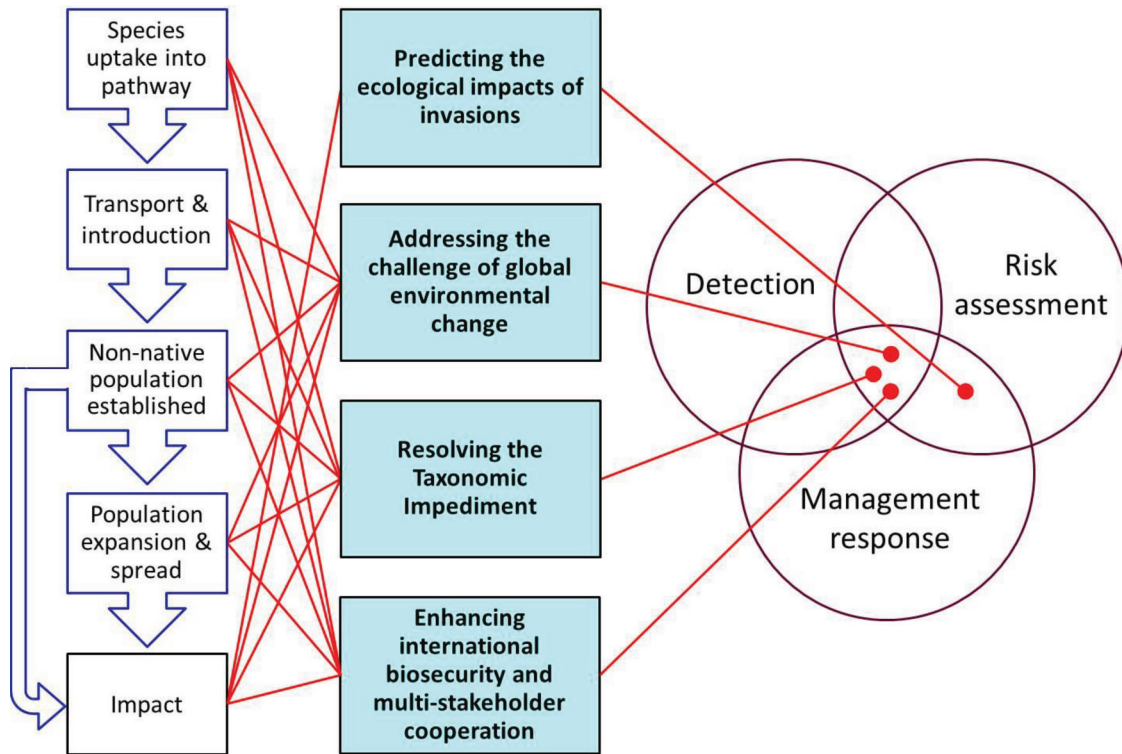 Species
uptake into
pathway
Transport &
introduction
Non-native
population
established
Population
expansion &
spread
Impact
Predicting the
ecological impacts of
invasions
Addressing the
challenge of global
environmental
change
Resolving the
Taxonomic
Impediment
Enhancing
international
biosecurity and
multi-stakeholder
cooperation
Detection
Risk
assessment
Management
response